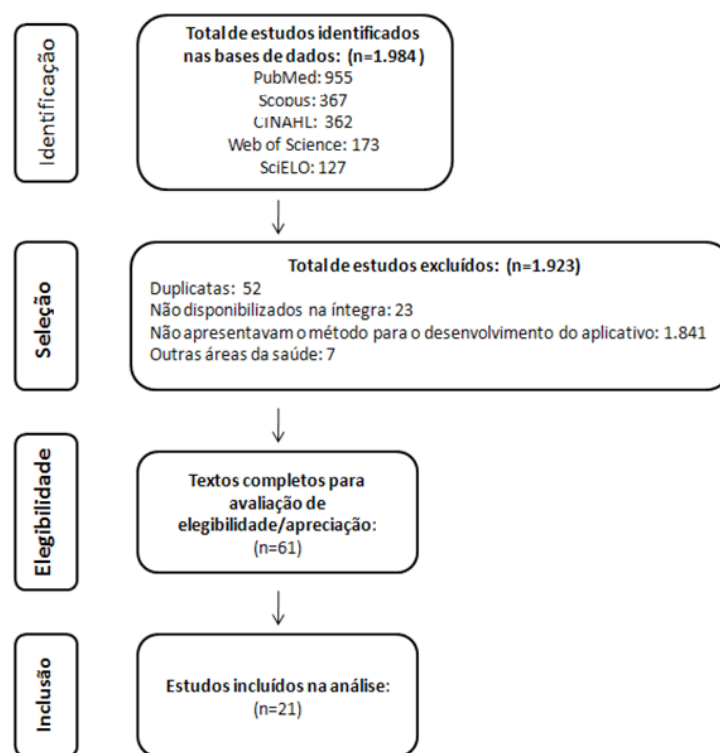 Identificação
Total de estudos identificados
nas bases de dados: (n=1.984 )
PubMed: 955
Scopus: 367
CINAHL: 362
Web of Science: 173
SciELO: 127
Seleção
Total de estudos excluídos: (n=1.923)
Duplicatas: 52
Não disponibilizados na íntegra: 23
Não apresentavam o método para o desenvolvimento do aplicativo: 1.841
Outras áreas da saúde: 7
Elegibilidade
Textos completos para
avaliação de
elegibilidade/apreciação:
(n=61)
Inclusão
Estudos incluídos na análise:
(n=21)